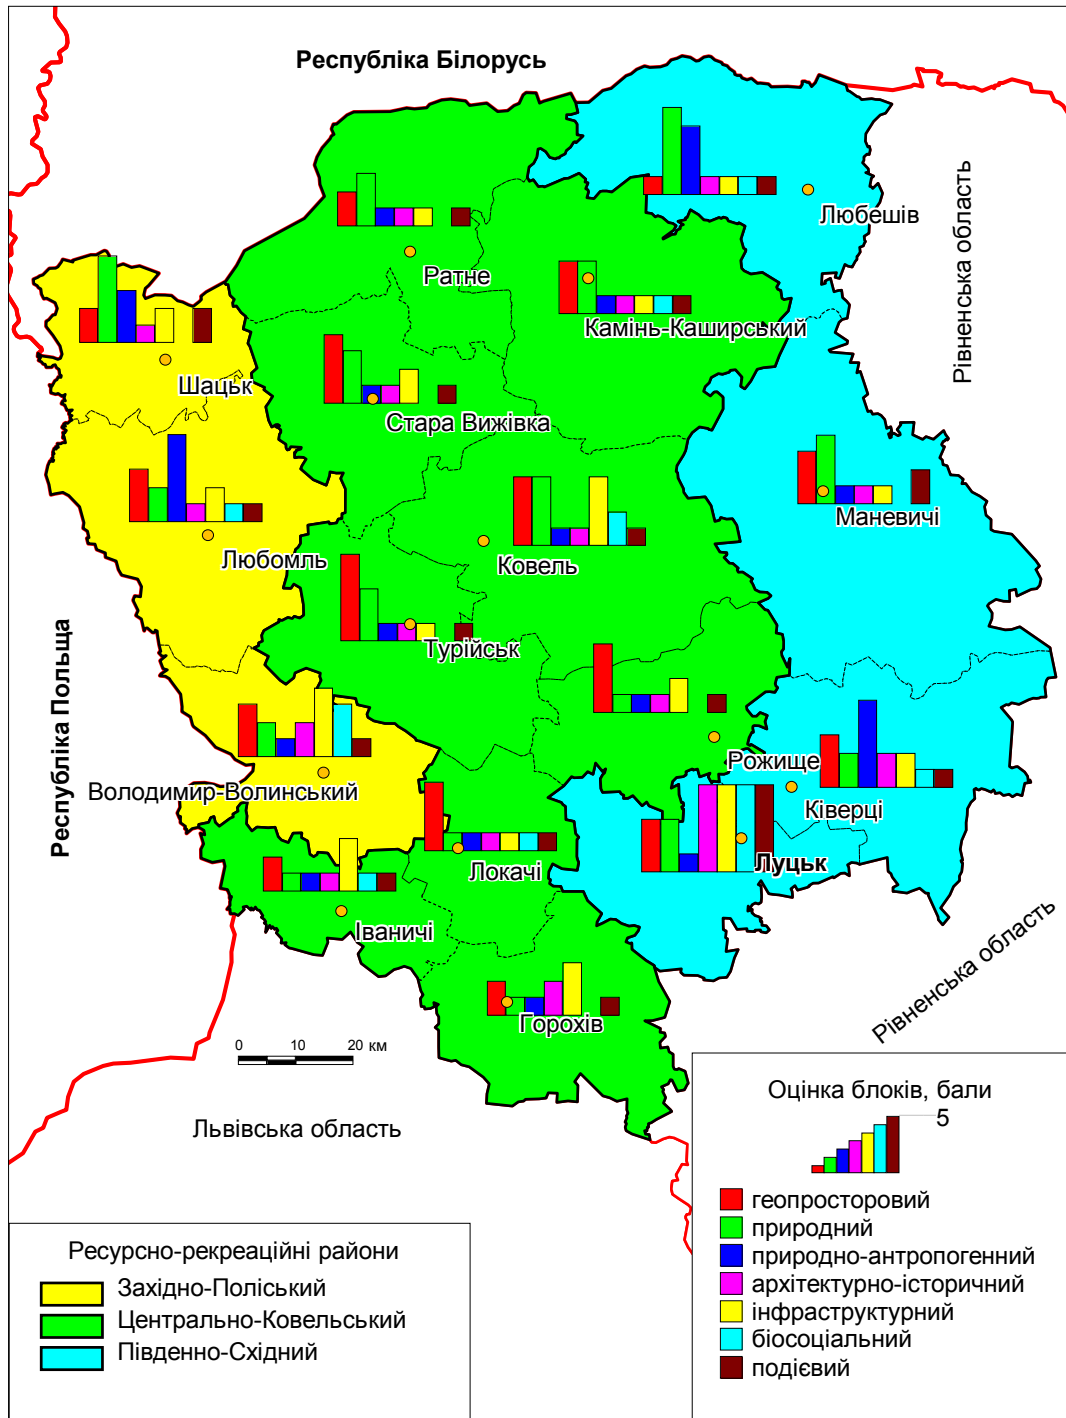 Республіка Білорусь
Любешів
Рівненська область
Ратне
Камінь-Каширський
Шацьк
Стара Вижівка
Маневичі
Любомль
Ковель
Турійськ
Республіка Польща
Рожище
Володимир-Волинський
Ківерці
Луцьк
Локачі
Іваничі
Рівненська область
Горохів
0 10 20 км
Львівська область
Оцінка блоків, бали
5
геопросторовий
природний
природно-антропогенний
архітектурно-історичний
інфраструктурний
біосоціальний
подієвий
Ресурсно-рекреаційні райони
Західно-Поліський
Центрально-Ковельський
Південно-Східний